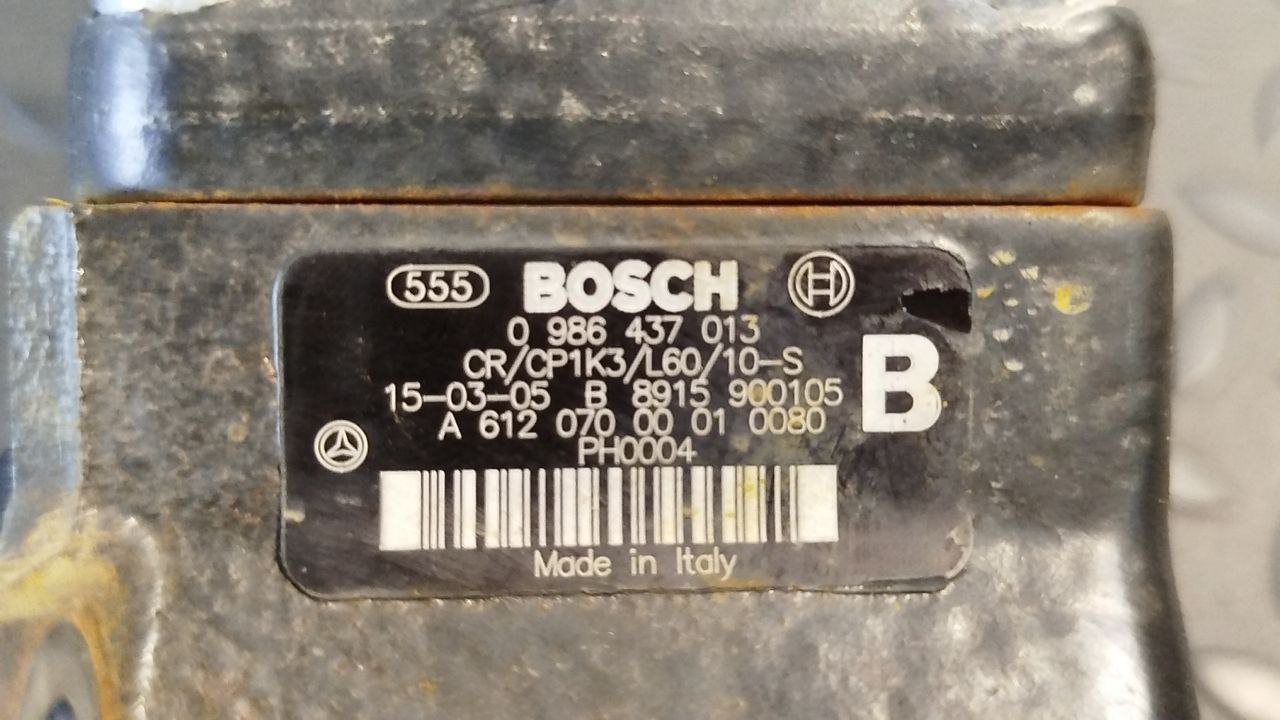 555 BOSCH
0 986 437 013
CR/CP1K3/L60/10-S
15-03-05 B 8915 900105
A 612 070 00 01 0080
B
PH0004
Made in Italy